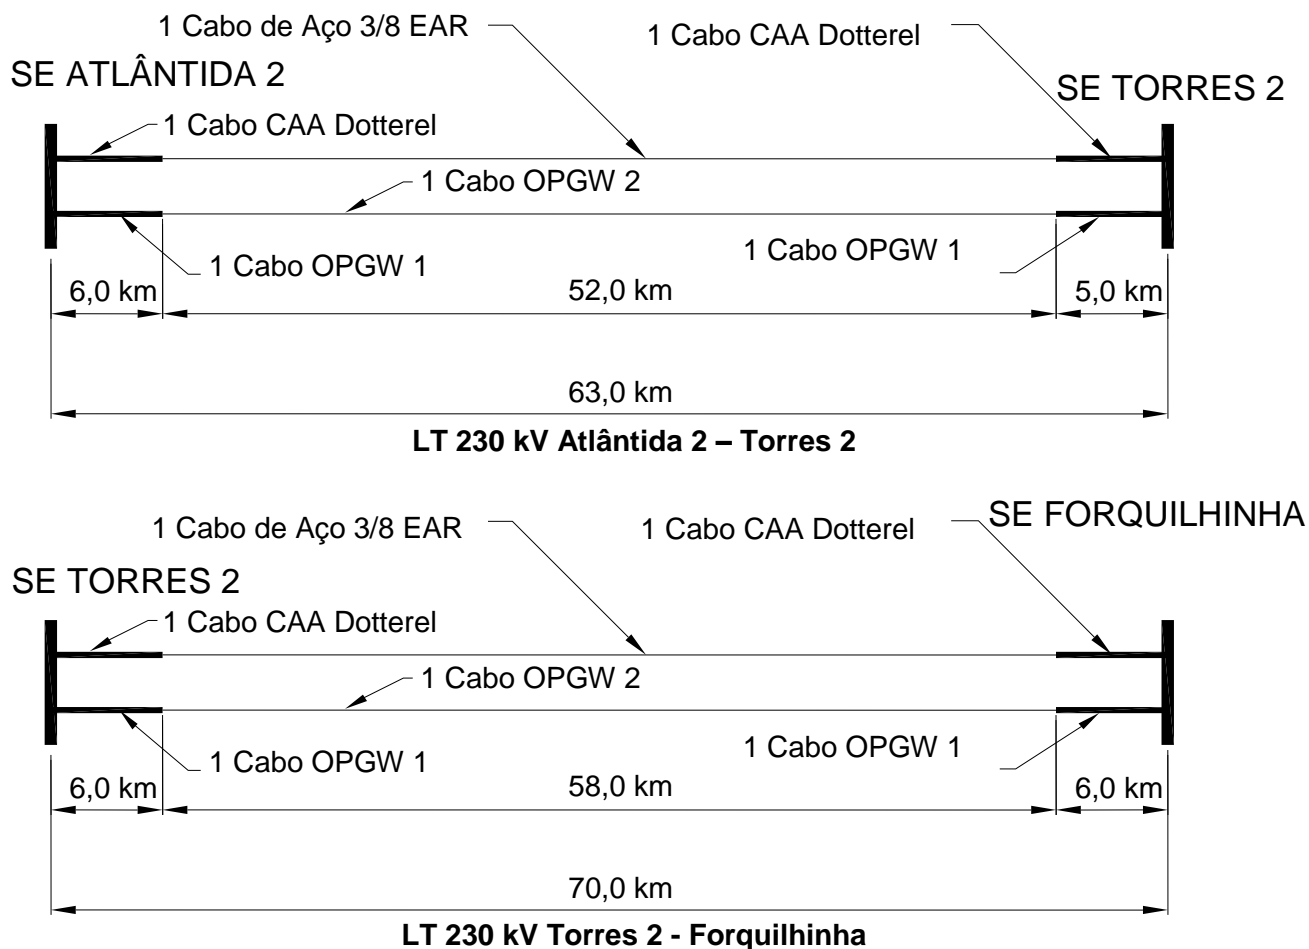 1 Cabo de Aço 3/8 EAR
1 Cabo CAA Dotterel
SE ATLÂNTIDA 2
SE TORRES 2
1 Cabo CAA Dotterel
1 Cabo OPGW 2
1 Cabo OPGW 1
1 Cabo OPGW 1
6,0 km
52,0 km
5,0 km
63,0 km
LT 230 kV Atlântida 2 – Torres 2
1 Cabo de Aço 3/8 EAR
1 Cabo CAA Dotterel
SE FORQUILHINHA
SE TORRES 2
1 Cabo CAA Dotterel
1 Cabo OPGW 2
1 Cabo OPGW 1
1 Cabo OPGW 1
6,0 km
58,0 km
6,0 km
70,0 km
LT 230 kV Torres 2 - Forquilhinha